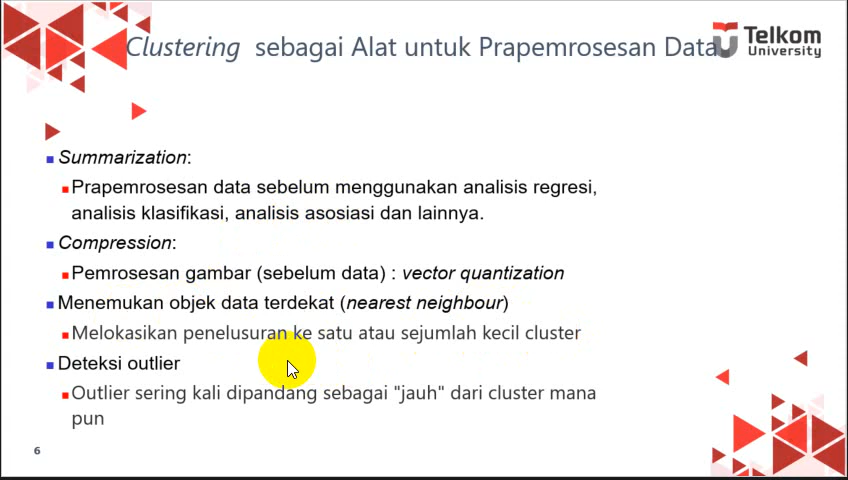 Clustering sebagai Alat untuk Prapemrosesan Data
Telkom
University
Summarization:
Prapemrosesan data sebelum menggunakan analisis regresi,
analisis klasifikasi, analisis asosiasi dan lainnya.
Compression:
Pemrosesan gambar (sebelum data) : vector quantization
Menemukan objek data terdekat (nearest neighbour)
Melokasikan penelusuran ke satu atau sejumlah kecil cluster
Deteksi outlier
Outlier sering kali dipandang sebagai "jauh" dari cluster mana
pun
6